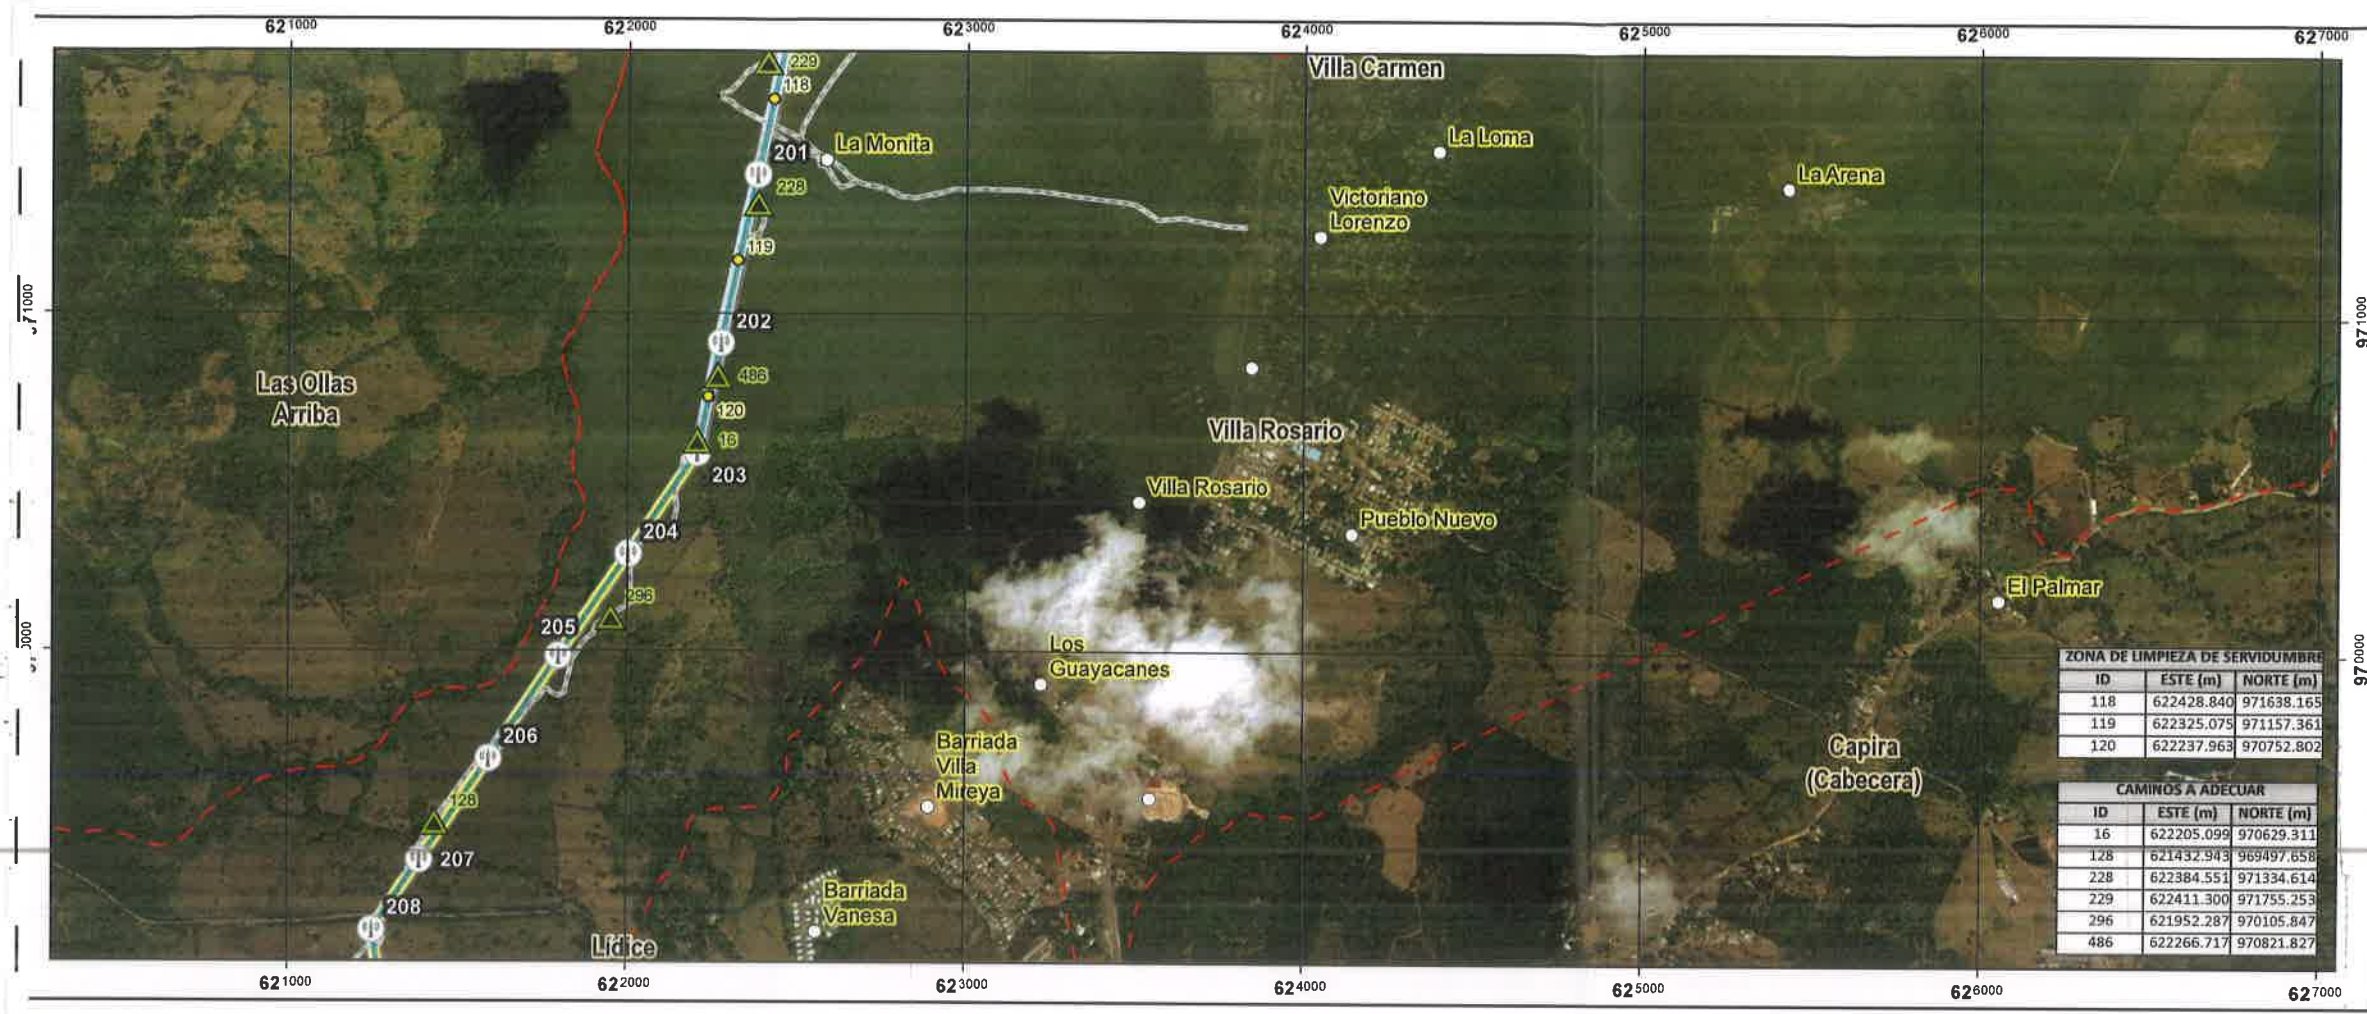 621000
622000
623000
624000
625000
626000
627000
229
118
Villa Carmen
La Monita
201
La Loma
228
La Arena
Victoriano
Lorenzo
119
971000
202
Las Ollas
Arriba
486
120
16
203
Villa Rosario
Villa Rosario
Pueblo Nuevo
204
296
205
El Palmar
Los
Guayacanes
970000
206
Barriada
Villa
Mireya
Capira
(Cabecera)
128
207
208
Barriada
Vanesa
Lídice
ZONA DE LIMPIEZA DE SERVIDUMBRE
ID ESTE (m) NORTE (m)
118 622428.840 971638.165
119 622325.075 971157.361
120 622237.963 970752.802
CAMINOS A ADECUAR
ID ESTE (m) NORTE (m)
16 622205.099 970629.311
128 621432.943 969497.658
228 622384.551 971334.614
229 622411.300 971755.253
296 621952.287 970105.847
486 622266.717 970821.827
621000
622000
623000
624000
625000
626000
627000